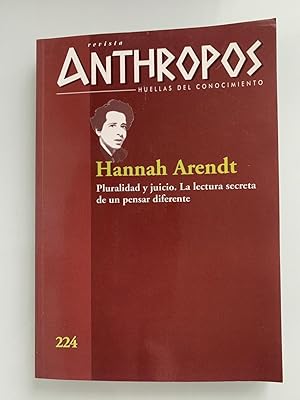 revista
ANTHROPOS
HUELLAS DEL CONOCIMIENTO
Hannah Arendt
Pluralidad y juicio. La lectura secreta
de un pensar diferente
224